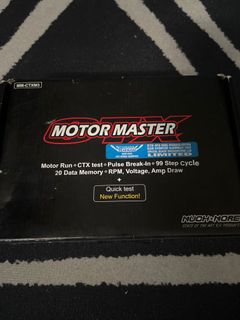 MM-CTXM3
CTX
MOTOR MASTER
LIMITED
Motor Run+CTX test+Pulse Break-In+99 Step Cycle
20 Data Memory+RPM, Voltage, Amp Draw
+
Quick test
New Function!
MUCH-MORE